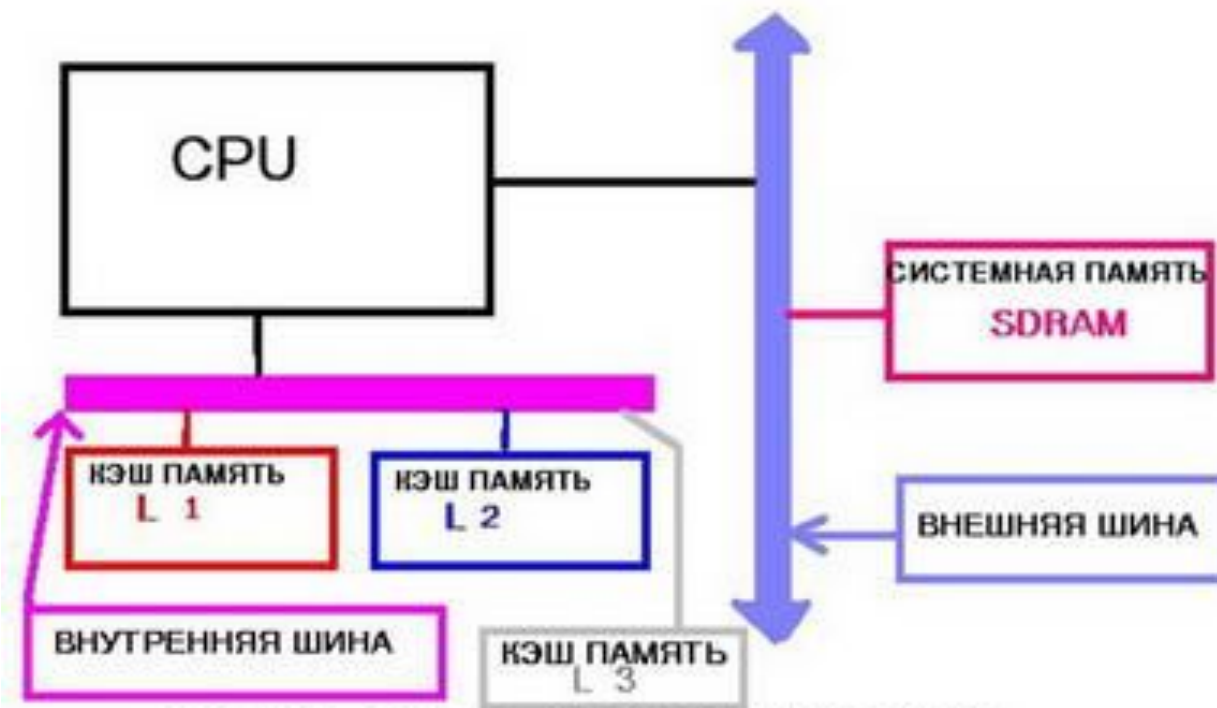 CPU
СИСТЕМНАЯ ПАМЯТЬ
SDRAM
КЭШ ПАМЯТЬ
L 1
КЭШ ПАМЯТЬ
L 2
ВНЕШНЯЯ ШИНА
ВНУТРЕННЯЯ ШИНА
КЭШ ПАМЯТЬ
L 3